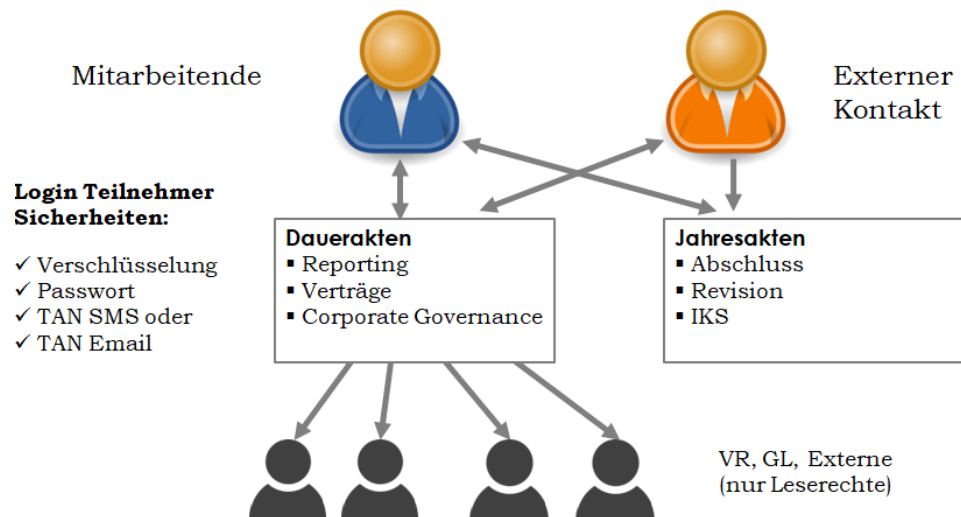 Mitarbeitende
Externer
Kontakt
Login Teilnehmer
Sicherheiten:
✓ Verschlüsselung
✓ Passwort
✓ TAN SMS oder
✓ TAN Email
Dauerakten
▪ Reporting
▪ Verträge
▪ Corporate Governance
Jahresakten
▪ Abschluss
▪ Revision
▪ IKS
VR, GL, Externe
(nur Leserechte)